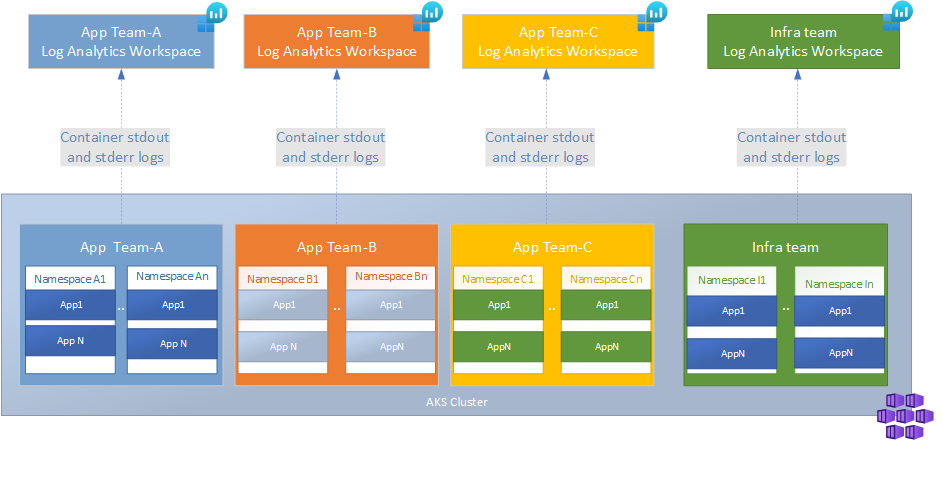 App Team-A
Log Analytics Workspace
App Team-B
Log Analytics Workspace
App Team-C
Log Analytics Workspace
Infra team
Log Analytics Workspace
Container stdout
and stderr logs
Container stdout
and stderr logs
Container stdout
and stderr logs
Container stdout
and stderr logs
App Team-A
Namespace A1
App1
App N
..
Namespace An
App1
App N
App Team-B
Namespace B1
App1
App N
..
Namespace Bn
App1
AppN
App Team-C
Namespace C1
App1
AppN
..
Namespace Cn
App1
AppN
Infra team
Namespace I1
App1
AppN
..
Namespace In
App1
AppN
AKS Cluster